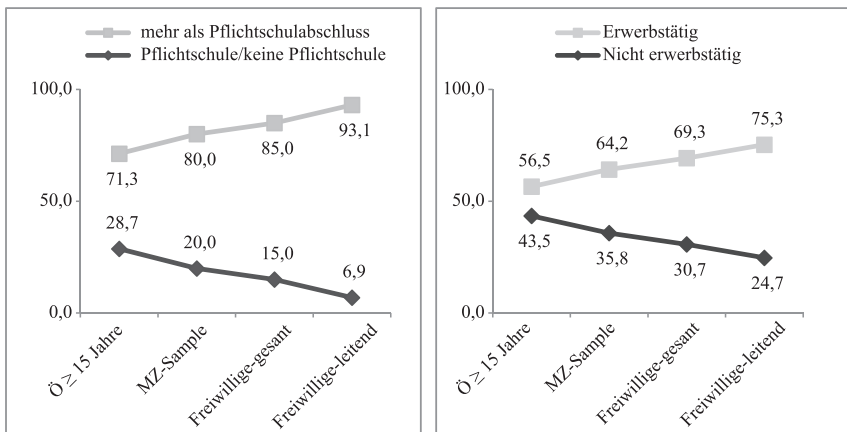 mehr als Pflichtschulabschluss
Pflichtschule/keine Pflichtschule
100,0
50,0
0,0
71,3
80,0
85,0
93,1
28,7
20,0
15,0
6,9
Ö ≥ 15 Jahre
MZ-Sample
Freiwillige-gesant
Freiwillige-leitend
Erwerbstätig
Nicht erwerbstätig
100,0
50,0
0,0
56,5
64,2
69,3
75,3
43,5
35,8
30,7
24,7
Ö ≥ 15 Jahre
MZ-Sample
Freiwillige-gesant
Freiwillige-leitend